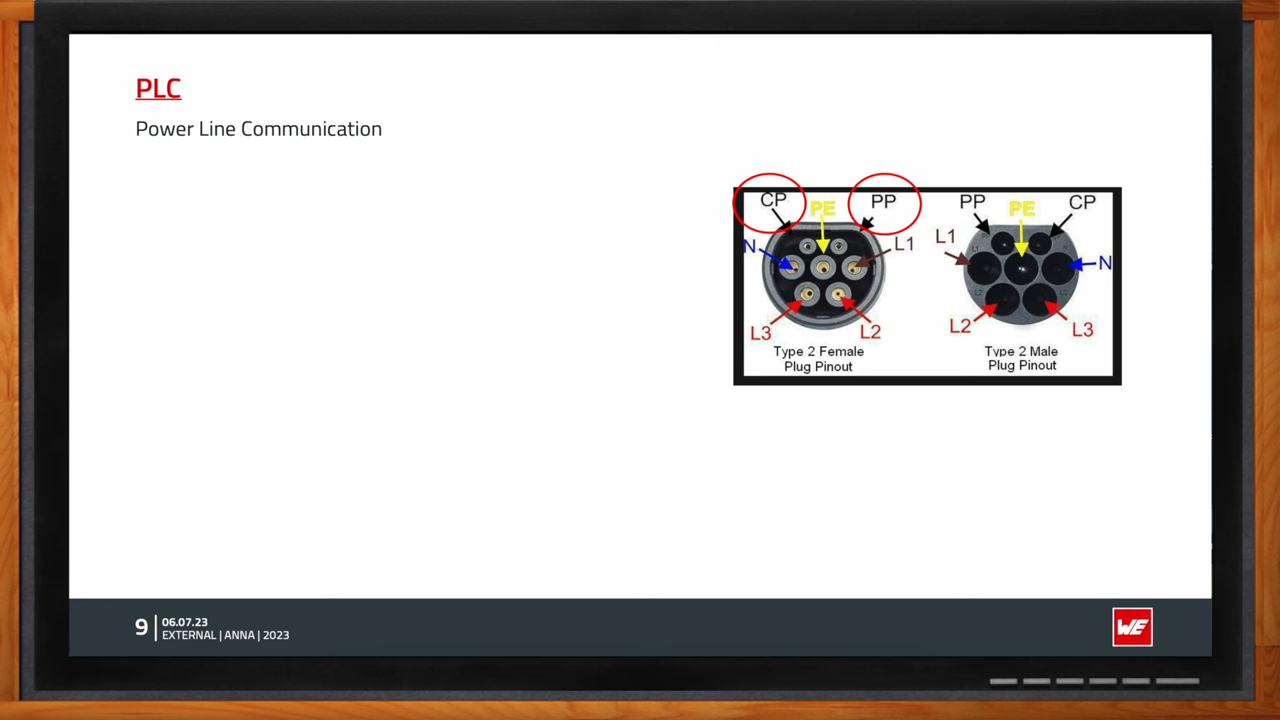 PLC
Power Line Communication
CP
PE
PP
N
L1
L3
L2
Type 2 Female
Plug Pinout
PP
PE
CP
L1
N
L2
L3
Type 2 Male
Plug Pinout
9
06.07.23
EXTERNAL | ANNA | 2023
WE